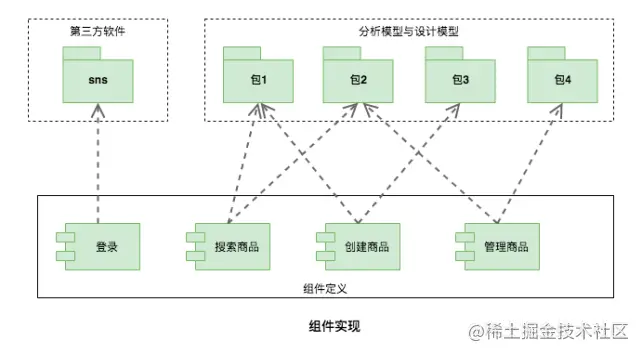 第三方软件
分析模型与设计模型
sns
包1
包2
包3
包4
登录
搜索商品
创建商品
管理商品
组件定义
组件实现
@稀土掘金技术社区